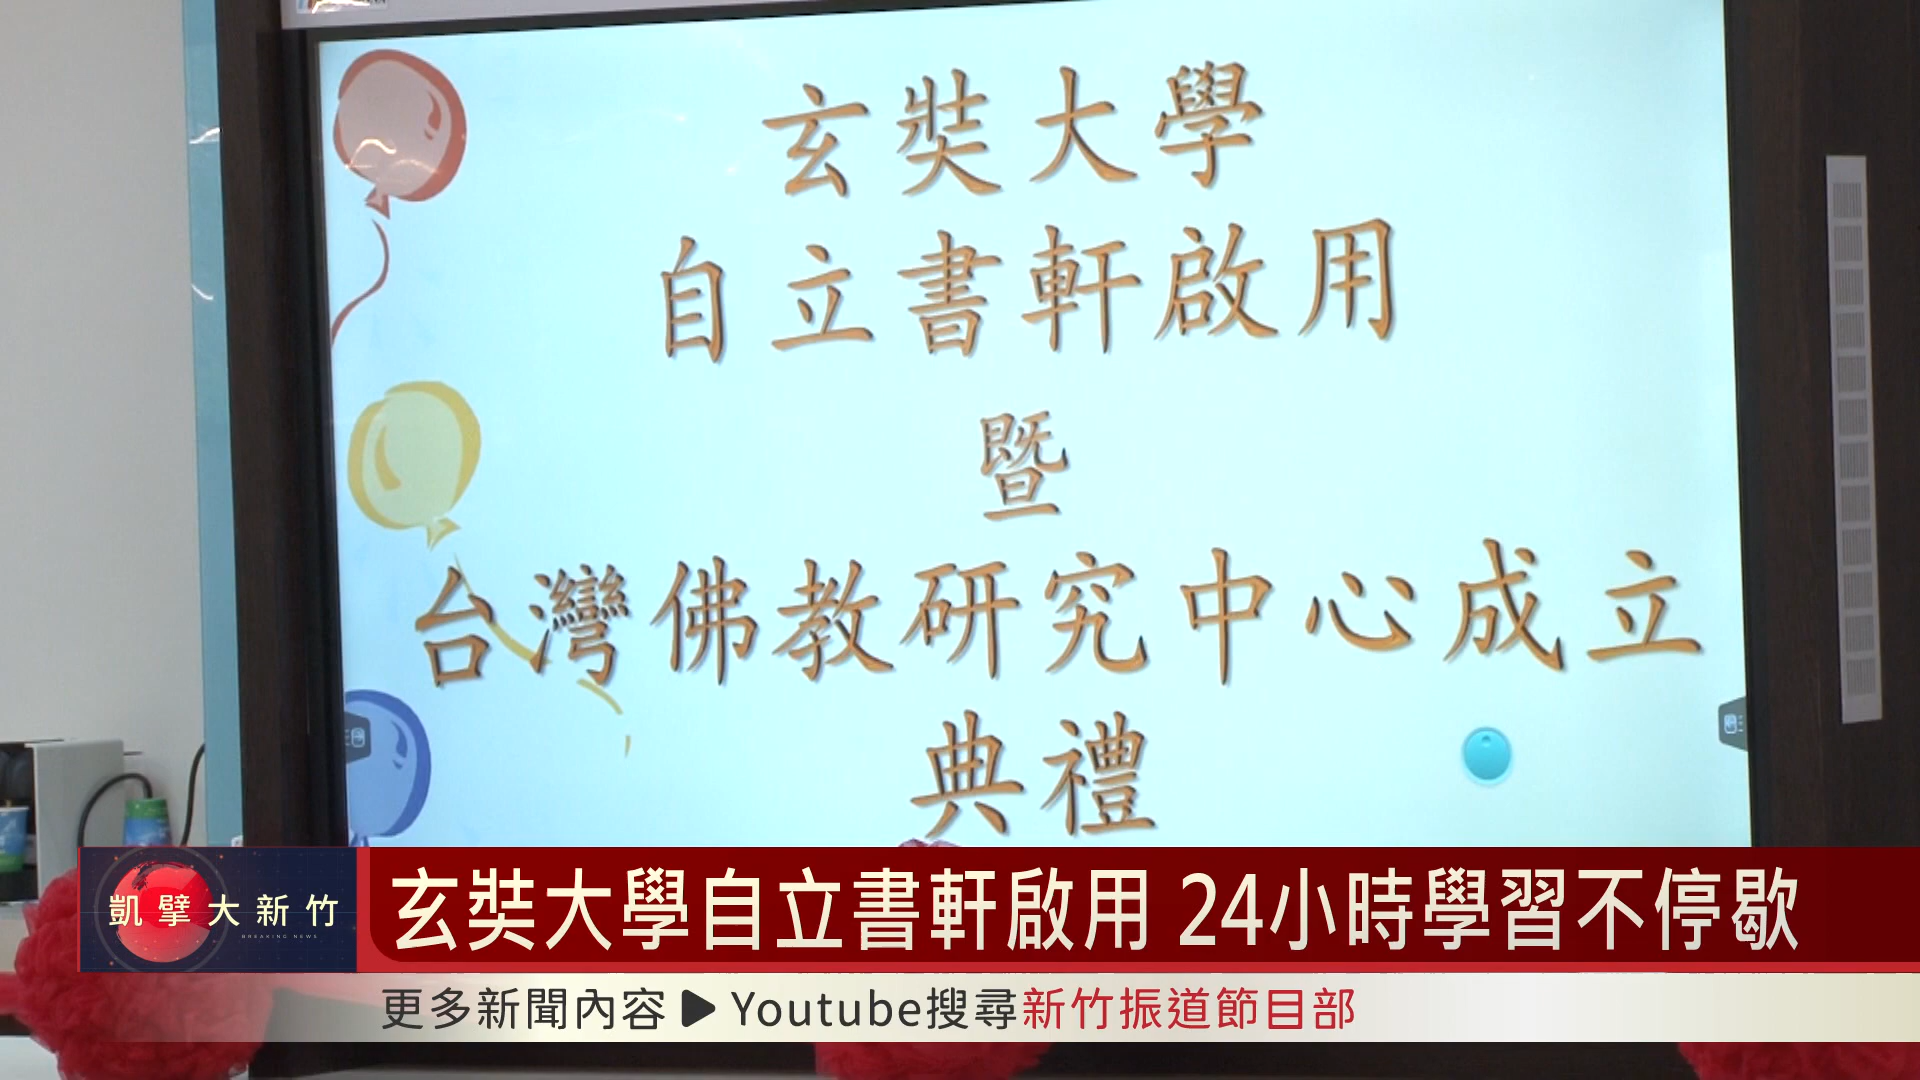 玄奘大學
自立書軒啟用
暨
台灣佛教研究中心成立
典禮
凱擘大新竹
BREAKING NEWS
玄奘大學自立書軒啟用 24小時學習不停歇
更多新聞內容▶Youtube搜尋新竹振道節目部